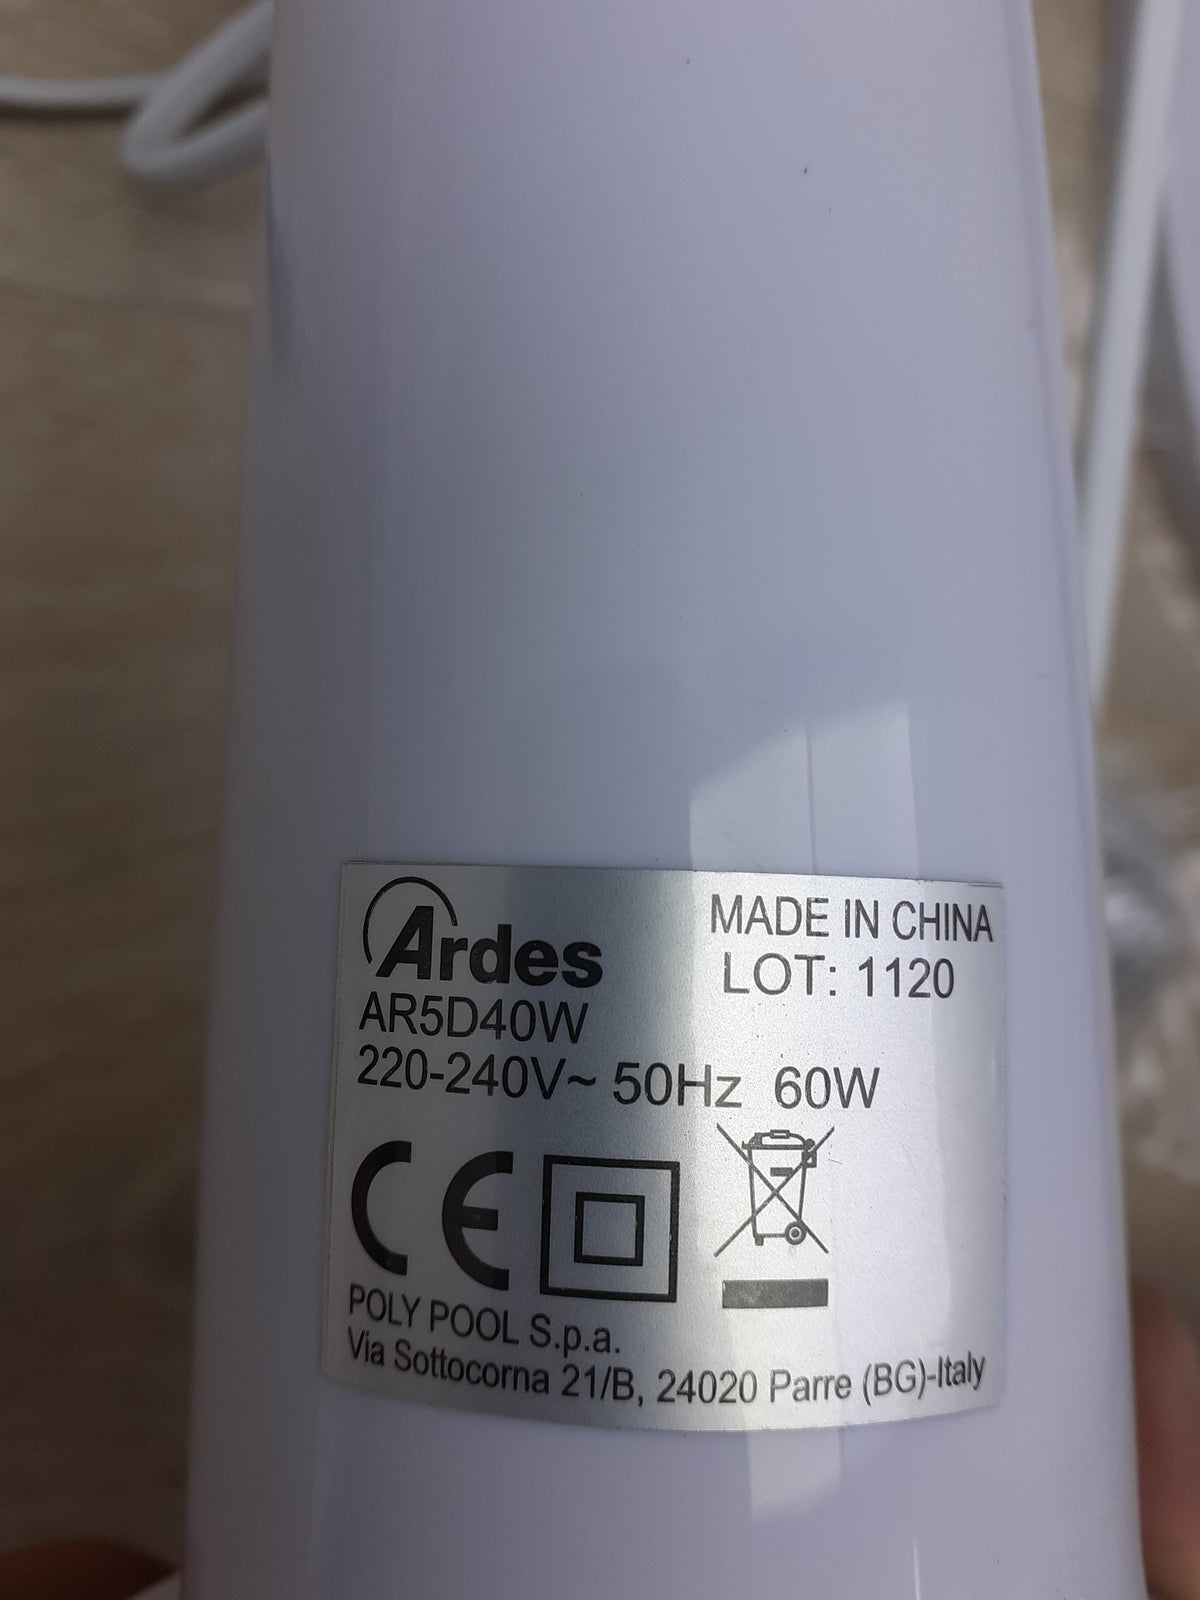 Ardes
MADE IN CHINA
LOT: 1120
AR5D40W
220-240V~ 50Hz 60W
CE
POLY POOL S.p.a.
Via Sottocorna 21/B, 24020 Parre (BG)-Italy